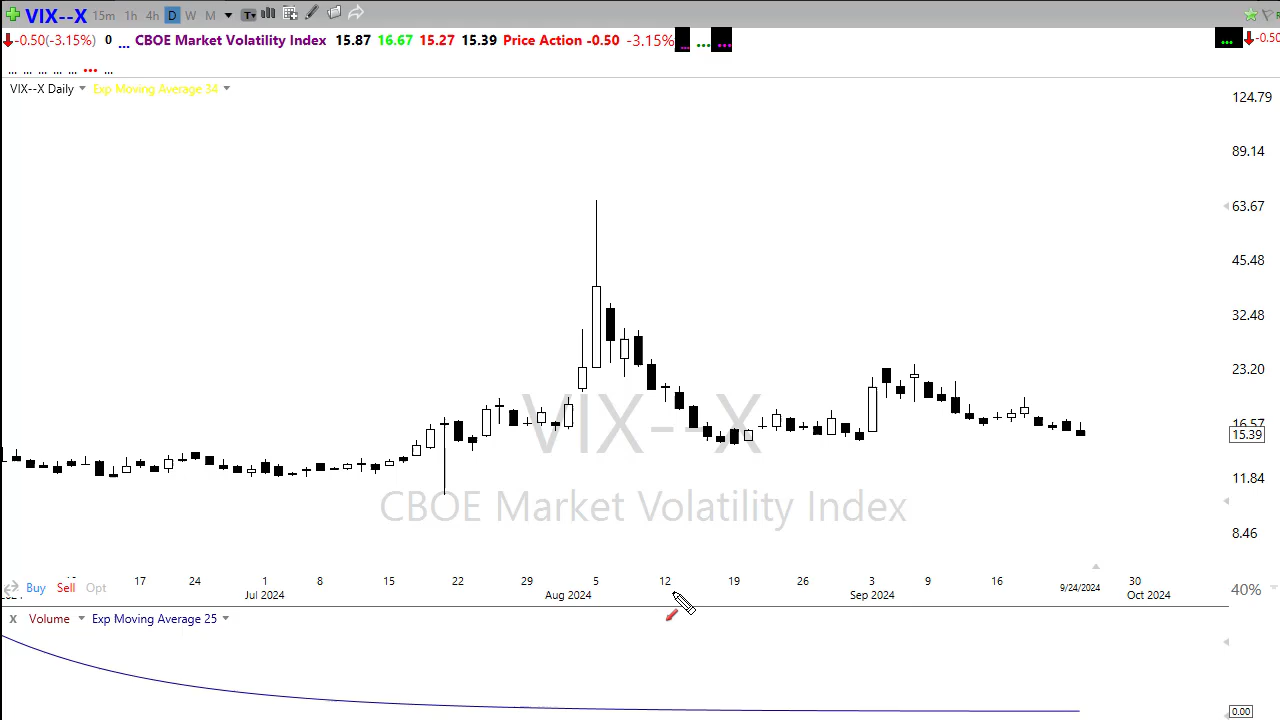 VIX--X 15m 1h 4h D W M T
-0.50(-3.15%) 0 ... CBOE Market Volatility Index 15.87 16.67 15.27 15.39 Price Action -0.50 -3.15% ... ... ... ... -0.50
... ... ... ... ... ... ...
VIX--X Daily Exp Moving Average 34
124.79
89.14
63.67
45.48
32.48
23.20
16.57
15.39
11.84
8.46
VIX--X
CBOE Market Volatility Index
17 24 1 8 15 22 29 5 12 19 26 3 9 16 9/24/2024 30
Buy Sell Opt 40%
Jul 2024 Aug 2024 Sep 2024 Oct 2024
X Volume Exp Moving Average 25
0.00